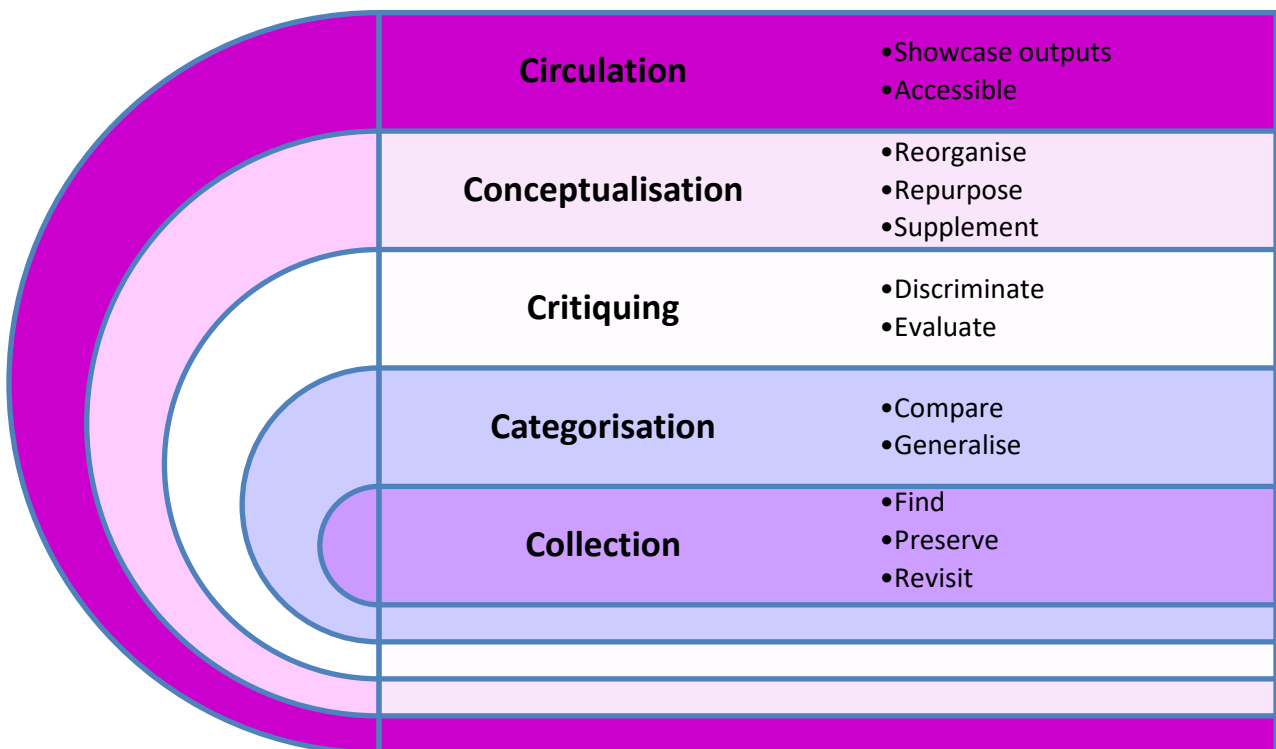 Circulation
•Showcase outputs
•Accessible
Conceptualisation
•Reorganise
•Repurpose
•Supplement
Critiquing
•Discriminate
•Evaluate
Categorisation
•Compare
•Generalise
Collection
•Find
•Preserve
•Revisit